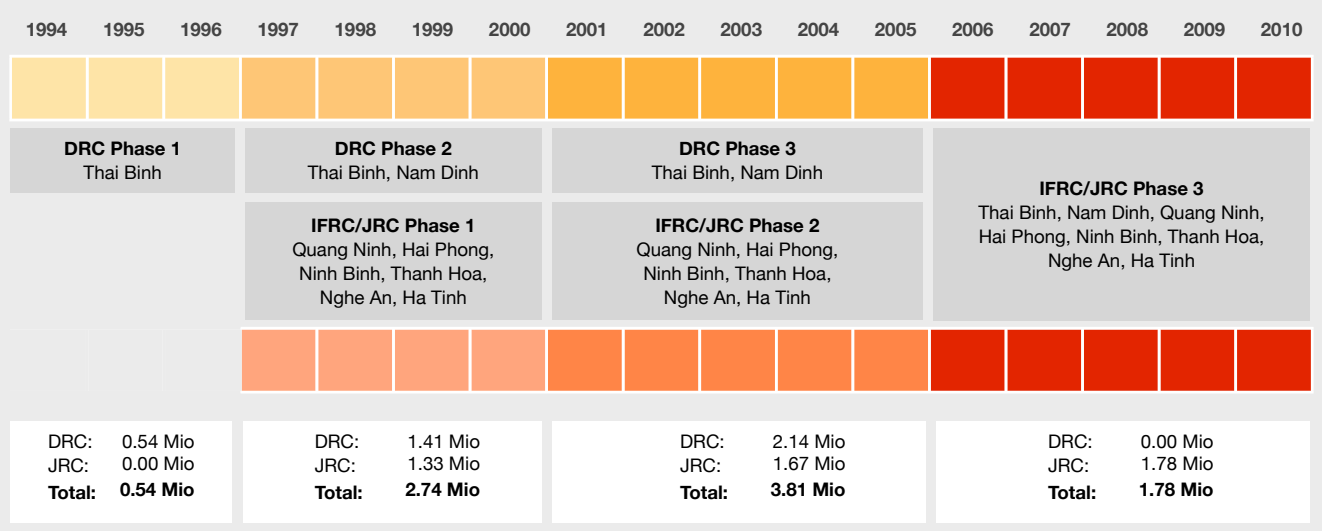 1994 1995 1996 1997 1998 1999 2000 2001 2002 2003 2004 2005 2006 2007 2008 2009 2010
DRC Phase 1
Thai Binh
DRC Phase 2
Thai Binh, Nam Dinh
DRC Phase 3
Thai Binh, Nam Dinh
IFRC/JRC Phase 1
Quang Ninh, Hai Phong,
Ninh Binh, Thanh Hoa,
Nghe An, Ha Tinh
IFRC/JRC Phase 2
Quang Ninh, Hai Phong,
Ninh Binh, Thanh Hoa,
Nghe An, Ha Tinh
IFRC/JRC Phase 3
Thai Binh, Nam Dinh, Quang Ninh,
Hai Phong, Ninh Binh, Thanh Hoa,
Nghe An, Ha Tinh
DRC: 0.54 Mio
JRC: 0.00 Mio
Total: 0.54 Mio
DRC: 1.41 Mio
JRC: 1.33 Mio
Total: 2.74 Mio
DRC: 2.14 Mio
JRC: 1.67 Mio
Total: 3.81 Mio
DRC: 0.00 Mio
JRC: 1.78 Mio
Total: 1.78 Mio